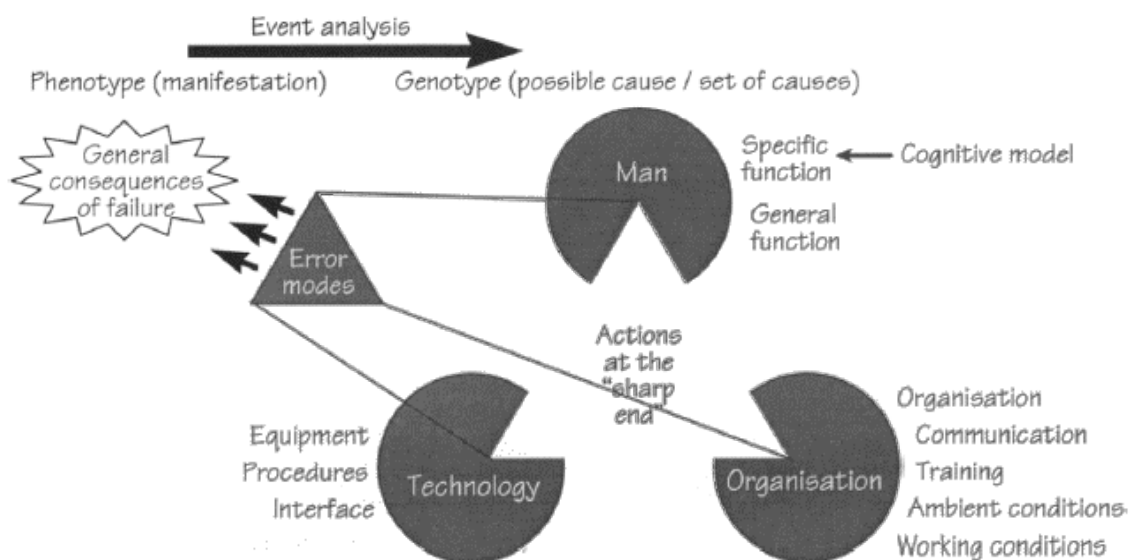 Event analysis
Phenotype (manifestation)
Genotype (possible cause / set of causes)
General
consequences
of failure
Man
Specific
function
Cognitive model
General
function
Error
modes
Actions
at the
"sharp
end"
Equipment
Procedures
Interface
Technology
Organisation
Organisation
Communication
Training
Ambient conditions
Working conditions